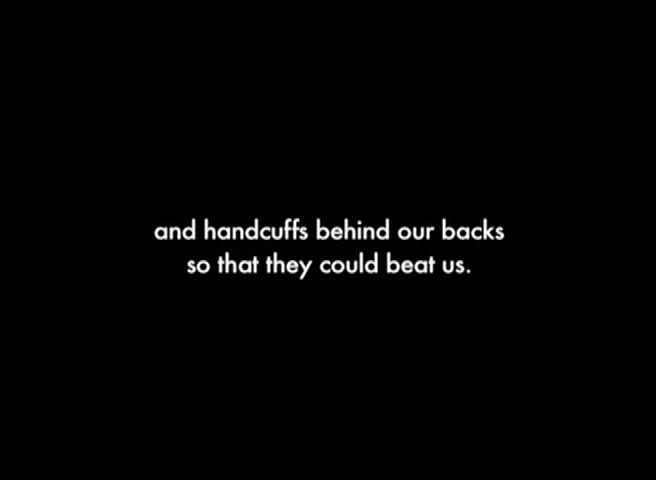 and handcuffs behind our backs
so that they could beat us.